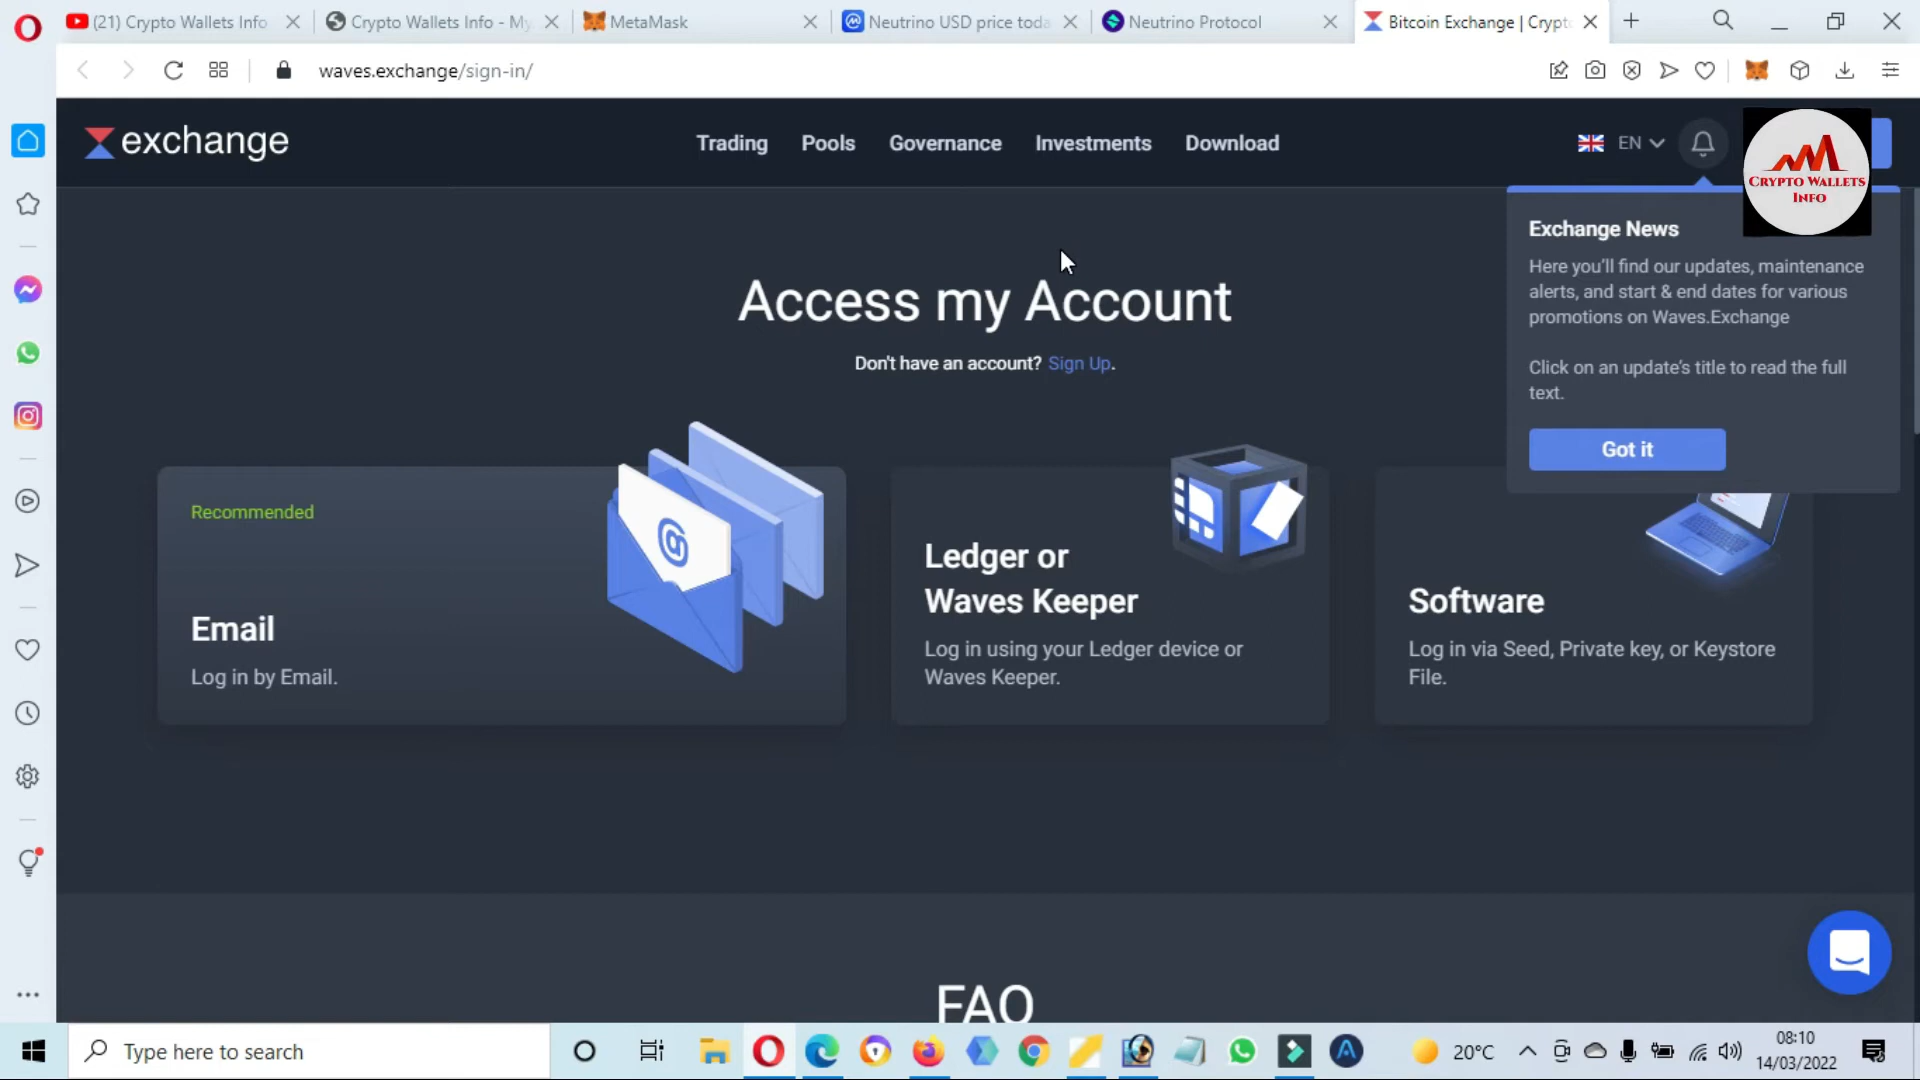 (21) Crypto Wallets Info
Crypto Wallets Info - My
MetaMask
Neutrino USD price toda
Neutrino Protocol
Bitcoin Exchange | Crypto
waves.exchange/sign-in/
exchange
Trading
Pools
Governance
Investments
Download
EN
CRYPTO WALLETS
INFO
Exchange News
Here you'll find our updates, maintenance
alerts, and start & end dates for various
promotions on Waves.Exchange
Click on an update's title to read the full
text.
Got it
Access my Account
Don't have an account? Sign Up.
Recommended
Email
Log in by Email.
Ledger or
Waves Keeper
Log in using your Ledger device or
Waves Keeper.
Software
Log in via Seed, Private key, or Keystore
File.
FAQ
Type here to search
20°C
08:10
14/03/2022